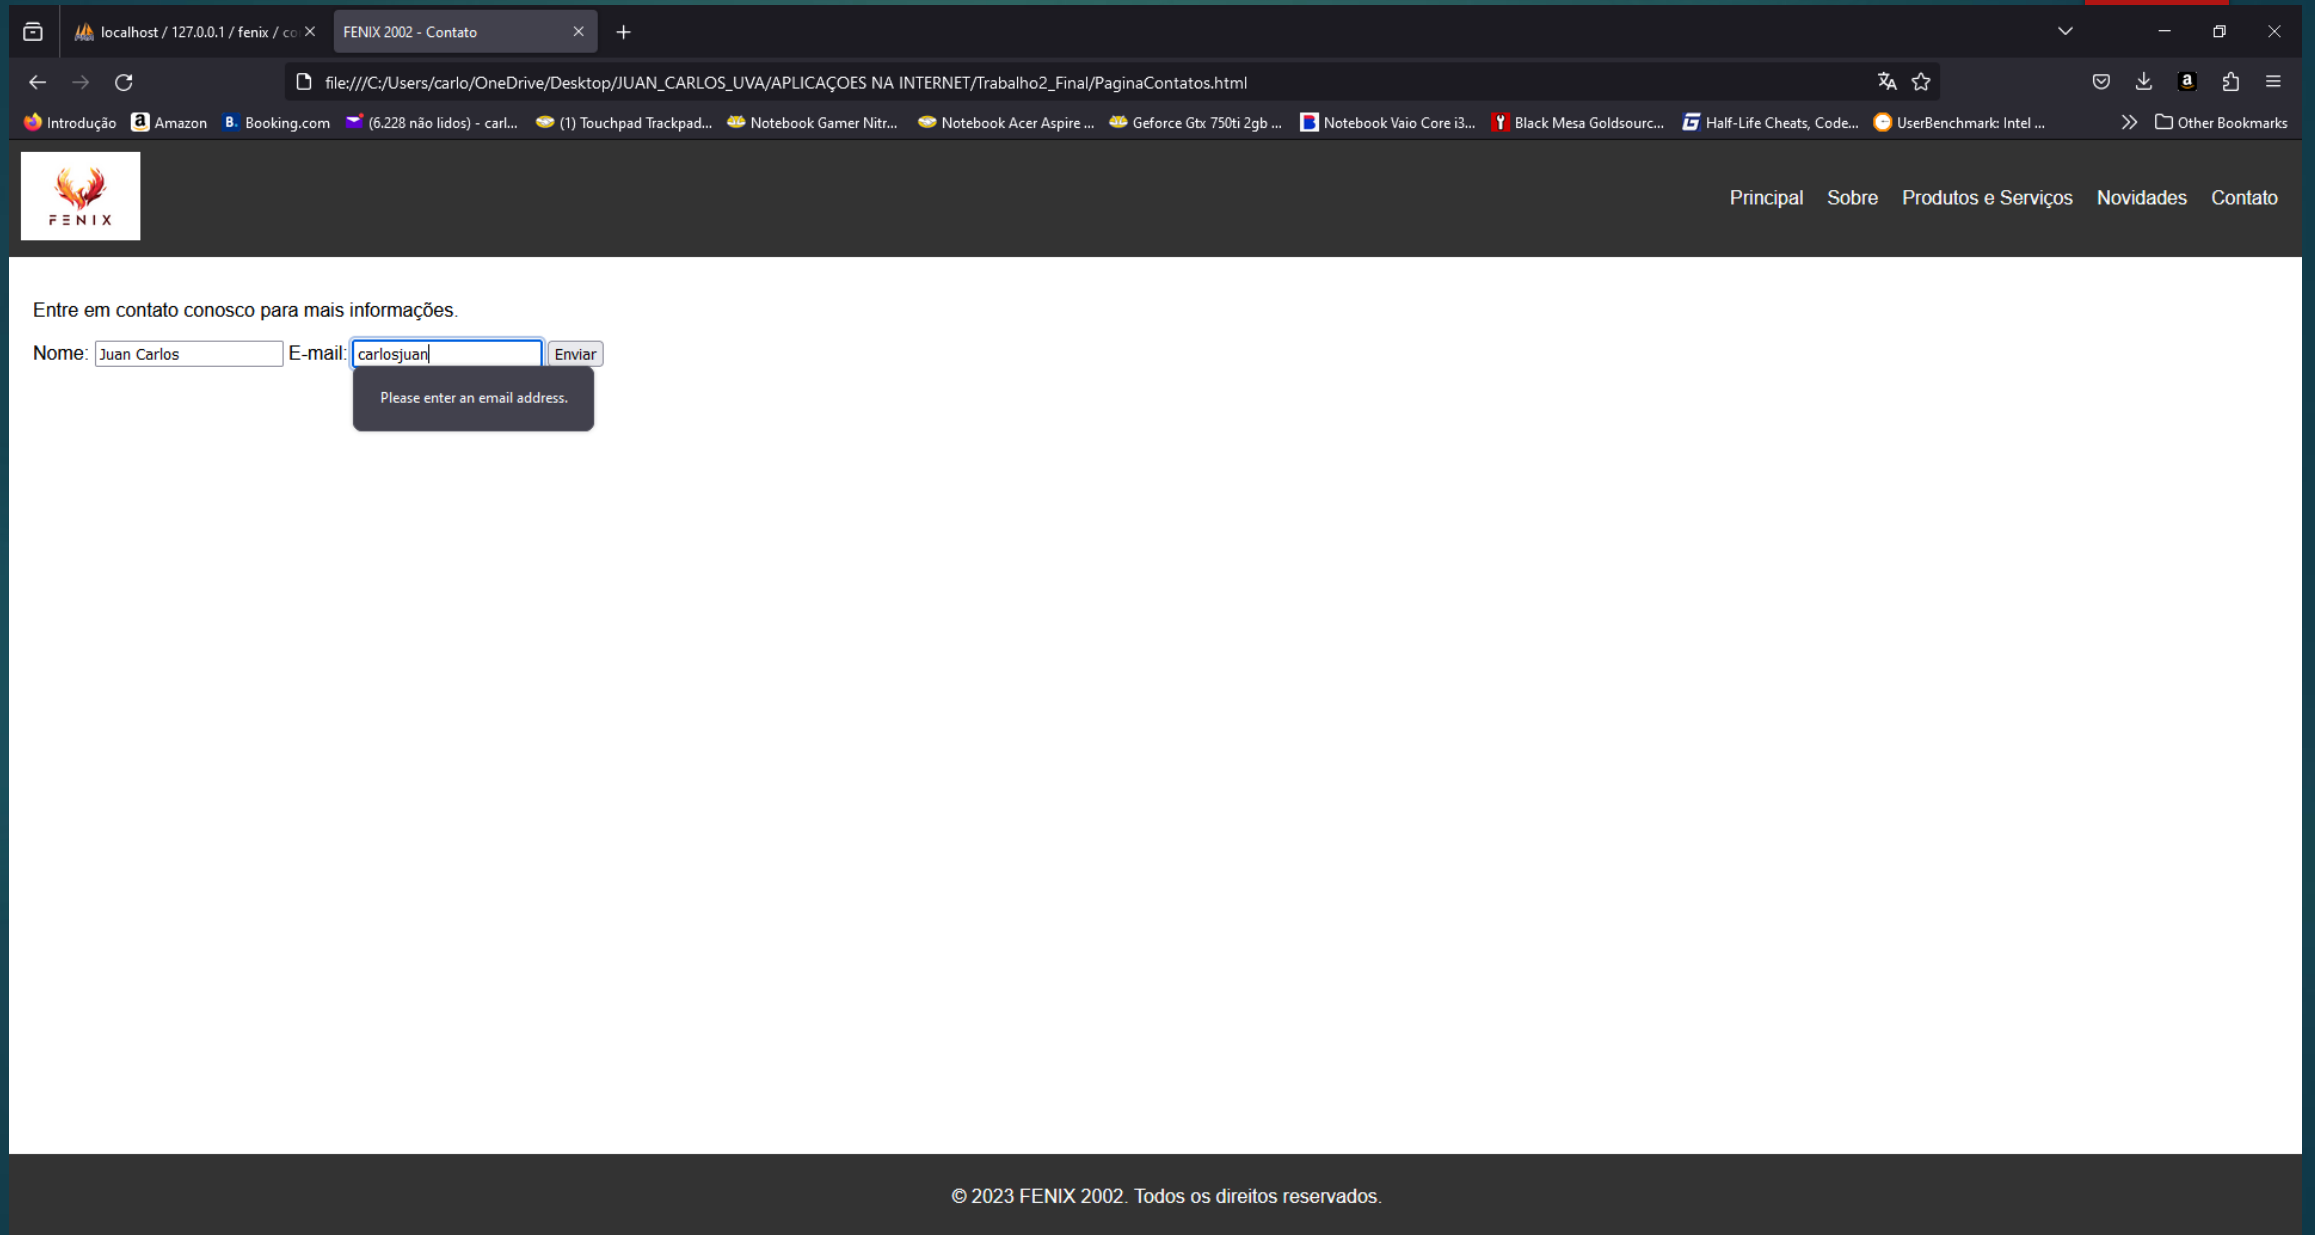 localhost / 127.0.0.1 / fenix / co
FENIX 2002 - Contato
file:///C:/Users/carlo/OneDrive/Desktop/JUAN_CARLOS_UVA/APLICAÇOES NA INTERNET/Trabalho2_Final/PaginaContatos.html
Introdução a Amazon B. Booking.com (6.228 não lidos) - carl... (1) Touchpad Trackpad... Notebook Gamer Nitr... Notebook Acer Aspire ... Geforce Gtx 750ti 2gb ... Notebook Vaio Core i3... Black Mesa Goldsourc... Half-Life Cheats, Code... UserBenchmark: Intel ... Other Bookmarks
FENIX
Principal Sobre Produtos e Serviços Novidades Contato
Entre em contato conosco para mais informações.
Nome: Juan Carlos E-mail: carlosjuan Enviar
Please enter an email address.
© 2023 FENIX 2002. Todos os direitos reservados.